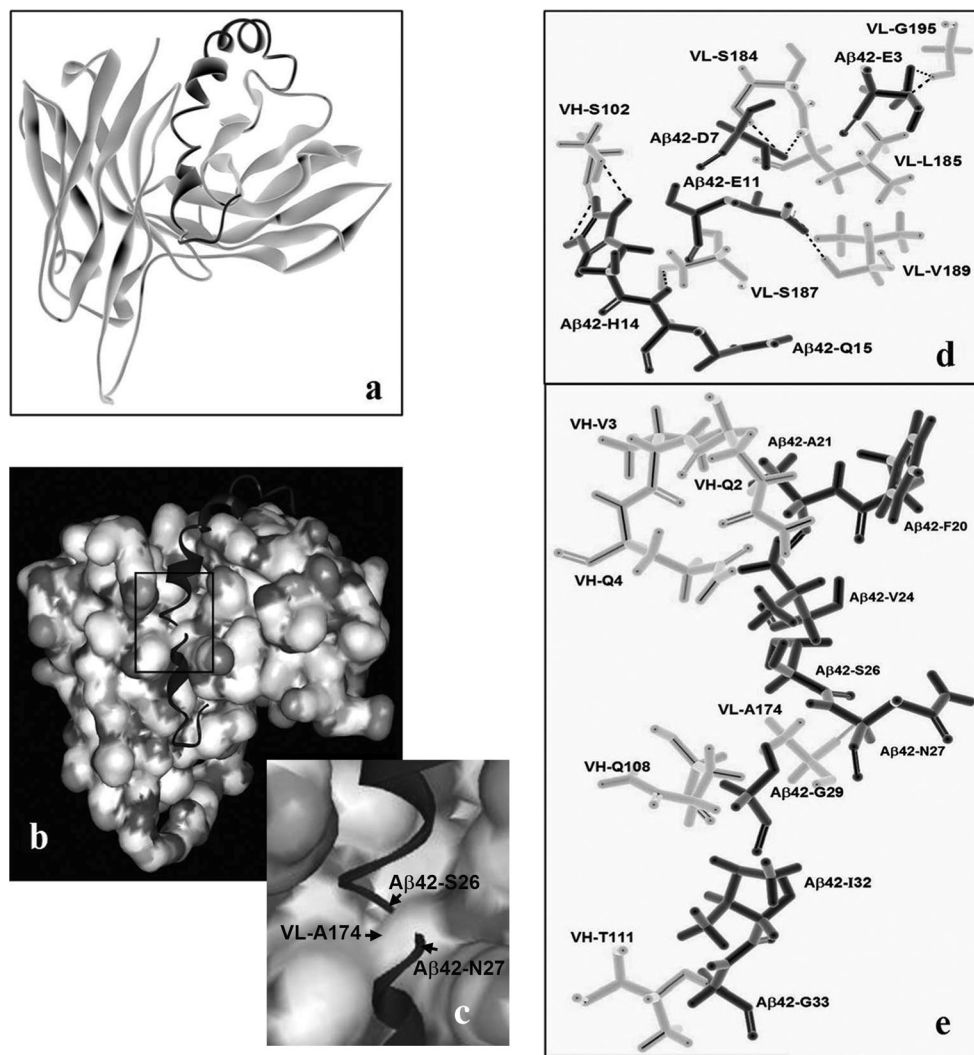 a
b
Aβ42-S26
VL-A174
Aβ42-N27
c
VL-G195
VL-S184
Aβ42-E3
VH-S102
Aβ42-D7
VL-L185
Aβ42-E11
VL-V189
VL-S187
Aβ42-H14
Aβ42-Q15
d
VH-V3
Aβ42-A21
VH-Q2
Aβ42-F20
VH-Q4
Aβ42-V24
Aβ42-S26
VL-A174
Aβ42-N27
VH-Q108
Aβ42-G29
Aβ42-I32
VH-T111
Aβ42-G33
e